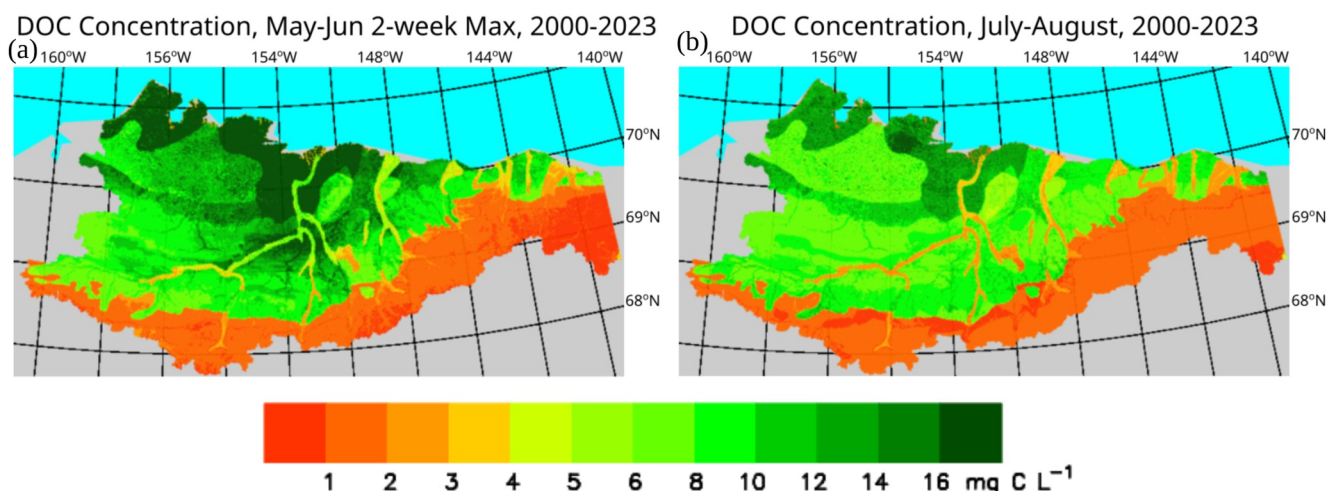 DOC Concentration, May-Jun 2-week Max, 2000-2023
(a)
160°W 156°W 154°W 148°W 144°W 140°W
70°N
69°N
68°N
DOC Concentration, July-August, 2000-2023
(b)
160°W 156°W 154°W 148°W 144°W 140°W
70°N
69°N
68°N
1 2 3 4 5 6 8 10 12 14 16 mg C L⁻¹